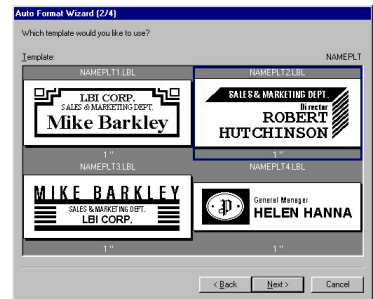 Auto Format Wizard (2/4)
Which template would you like to use?
Template: NAMEPLT
NAMEPLT1.LBL NAMEPLT2.LBL
LBI CORP.
SALES & MARKETING DEPT.
Mike Barkley
SALES & MARKETING DEPT.
Director
ROBERT
HUTCHINSON
1 " 1 "
NAMEPLT3.LBL NAMEPLT4.LBL
MIKE BARKLEY
SALES & MARKETING DEPT.
LBI CORP.
P
General Manager
HELEN HANNA
1 " 1 "
< Back Next > Cancel